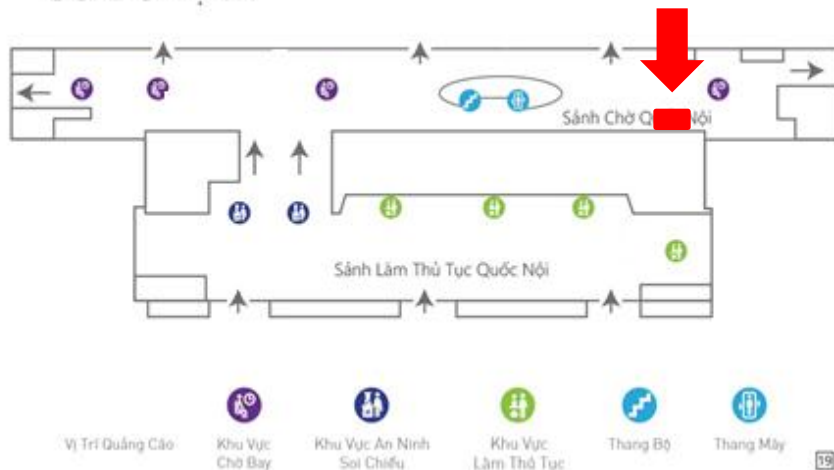 Sảnh Chờ Q Nội
Sảnh Làm Thủ Tục Quốc Nội
Vị Trí Quảng Cáo
Khu Vực
Chờ Bay
Khu Vực An Ninh
Soi Chiếu
Khu Vực
Làm Thủ Tục
Thang Bộ
Thang Máy
19